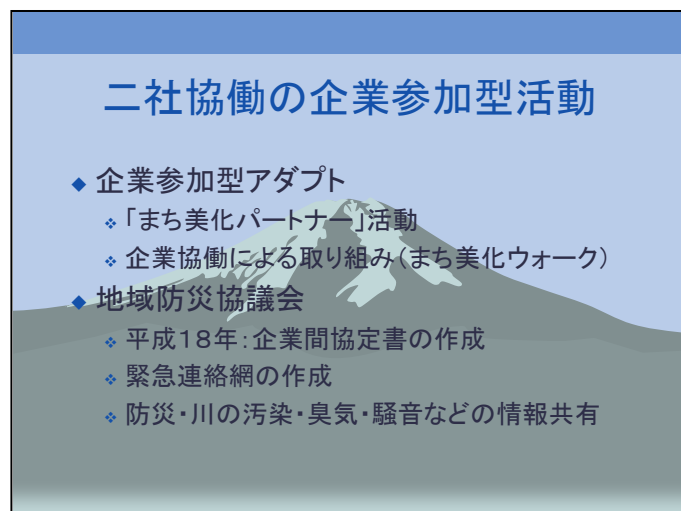 二社協働の企業参加型活動
企業参加型アダプト
「まち美化パートナー」活動
企業協働による取り組み（まち美化ウォーク）
地域防災協議会
平成１８年：企業間協定書の作成
緊急連絡網の作成
防災・川の汚染・臭気・騒音などの情報共有